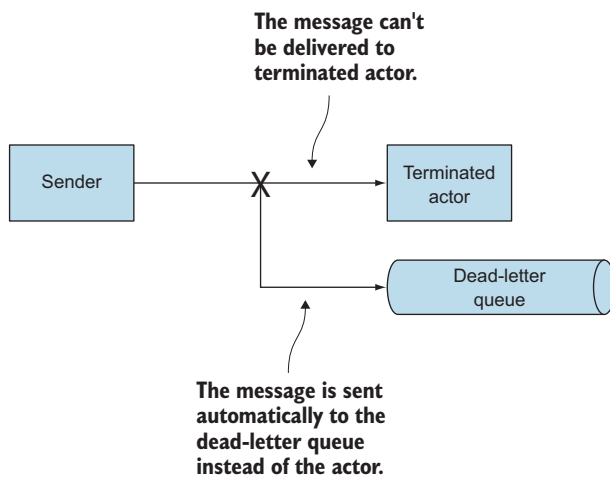 The message can't
be delivered to
terminated actor.
Sender
X
Terminated
actor
Dead-letter
queue
The message is sent
automatically to the
dead-letter queue
instead of the actor.